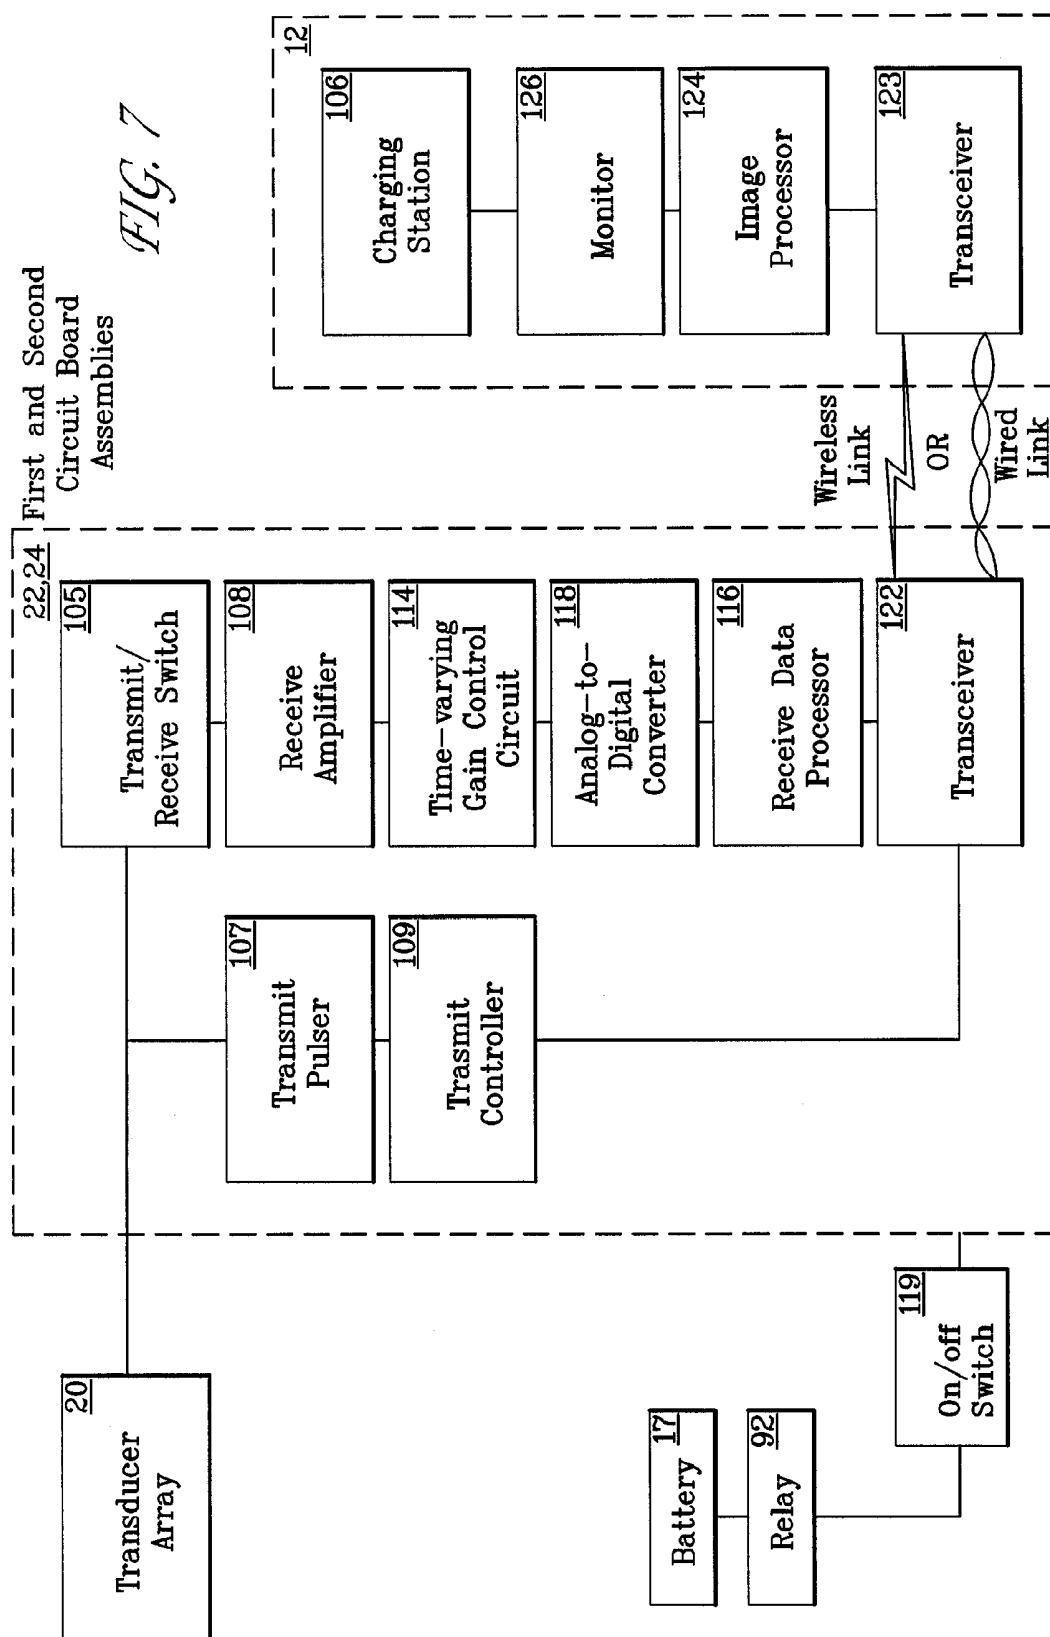 FIG. 7
First and Second
Circuit Board
Assemblies
20
Transducer
Array
22,24
105
Transmit/
Receive Switch
107
Transmit
Pulser
108
Receive
Amplifier
109
Trasmit
Controller
114
Time-varying
Gain Control
Circuit
118
Analog-to-
Digital
Converter
116
Receive Data
Processor
122
Transceiver
17
Battery
92
Relay
119
On/off
Switch
Wireless
Link
OR
Wired
Link
12
106
Charging
Station
126
Monitor
124
Image
Processor
123
Transceiver